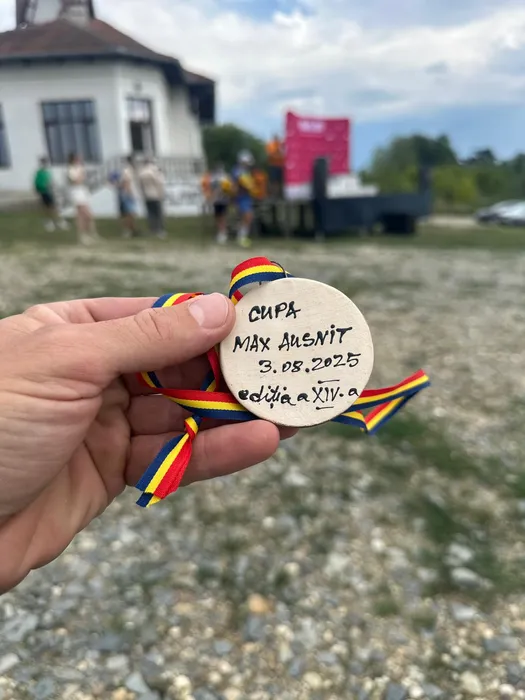 CUPA
MAX AUSNIT
3.08.2025
ediția a XIV-a